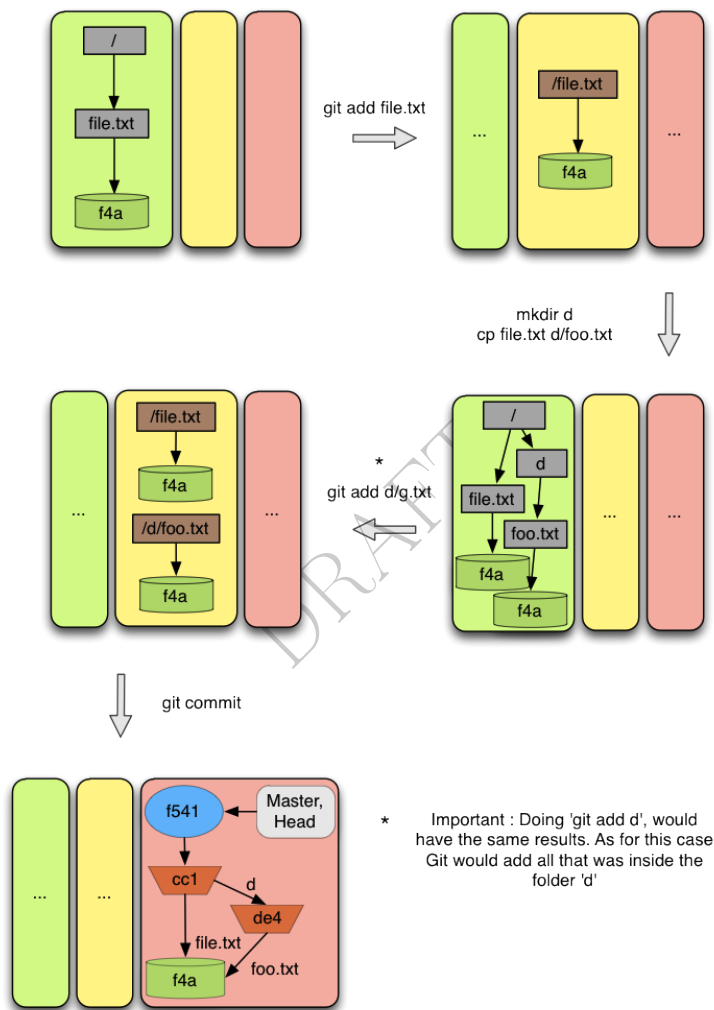 /
file.txt
f4a
git add file.txt
...
/file.txt
f4a
...
mkdir d
cp file.txt d/foo.txt
...
/file.txt
f4a
/d/foo.txt
f4a
...
*
git add d/g.txt
/
d
file.txt
foo.txt
f4a
f4a
...
...
DRAFT
git commit
...
...
f541
Master,
Head
cc1
d
de4
file.txt
foo.txt
f4a
* Important : Doing 'git add d', would
have the same results. As for this case
Git would add all that was inside the
folder 'd'